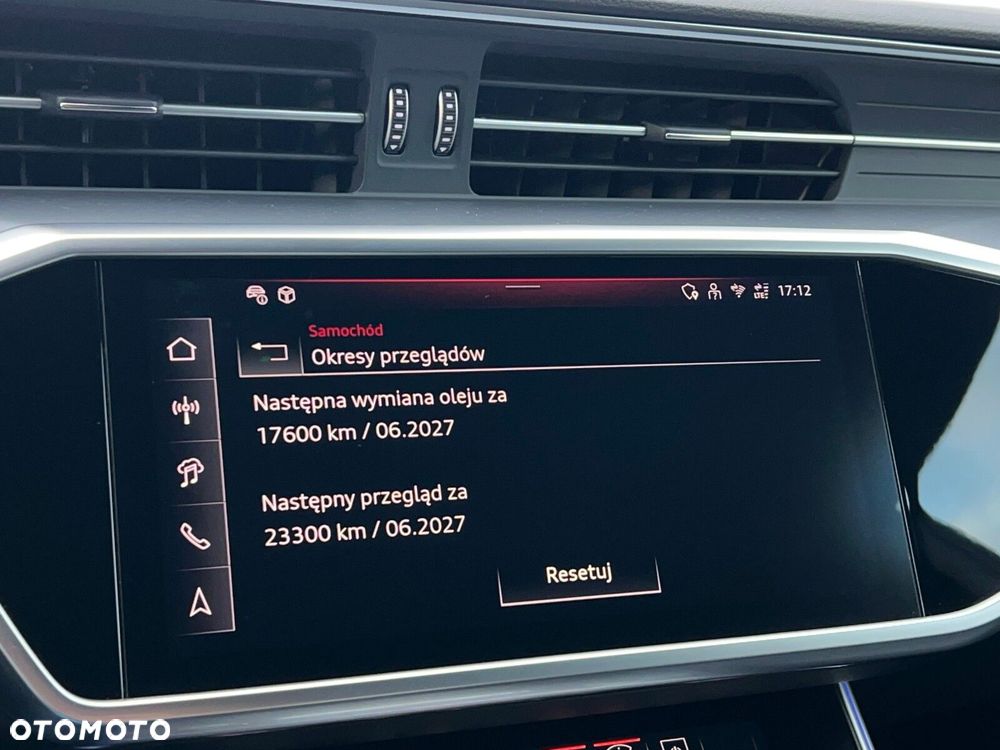 17:12
Samochód
Okresy przeglądów
Następna wymiana oleju za
17600 km / 06.2027
Następny przegląd za
23300 km / 06.2027
Resetuj
OTOMOTO